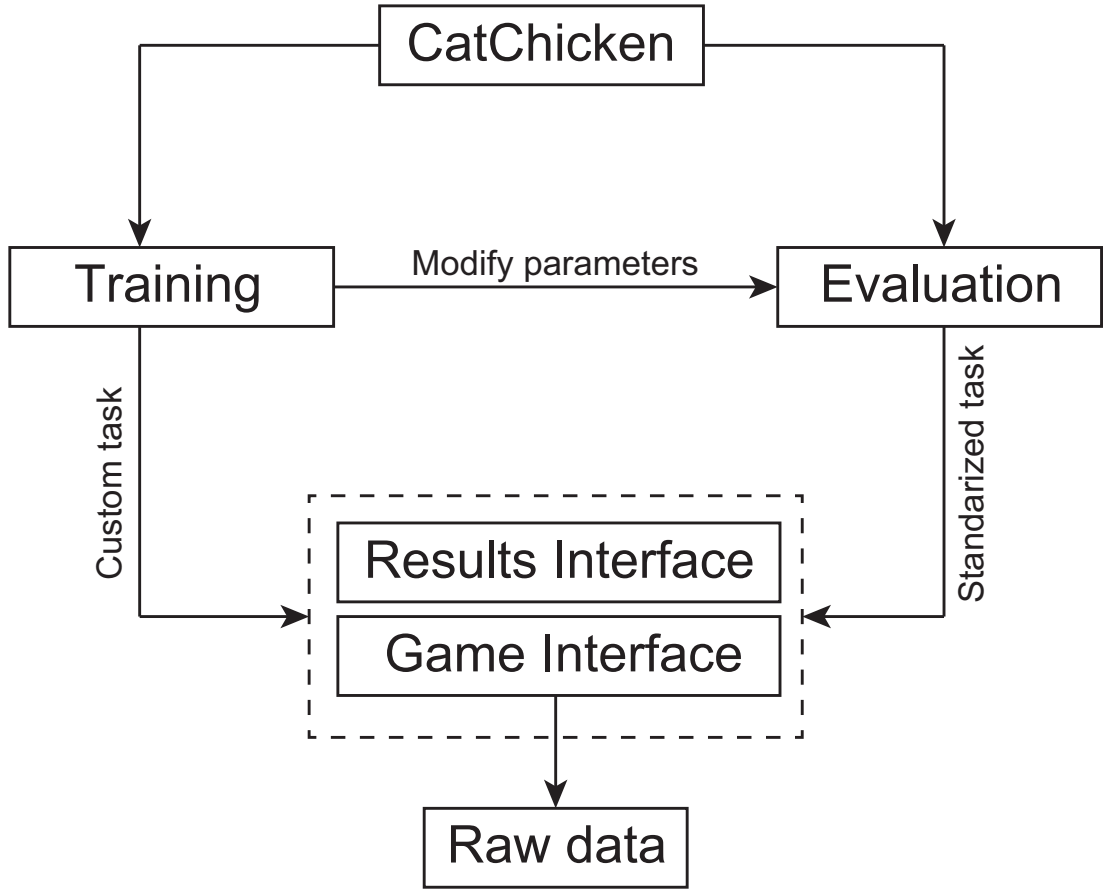 CatChicken
Training
Modify parameters
Evaluation
Custom task
Standarized task
Results Interface
Game Interface
Raw data